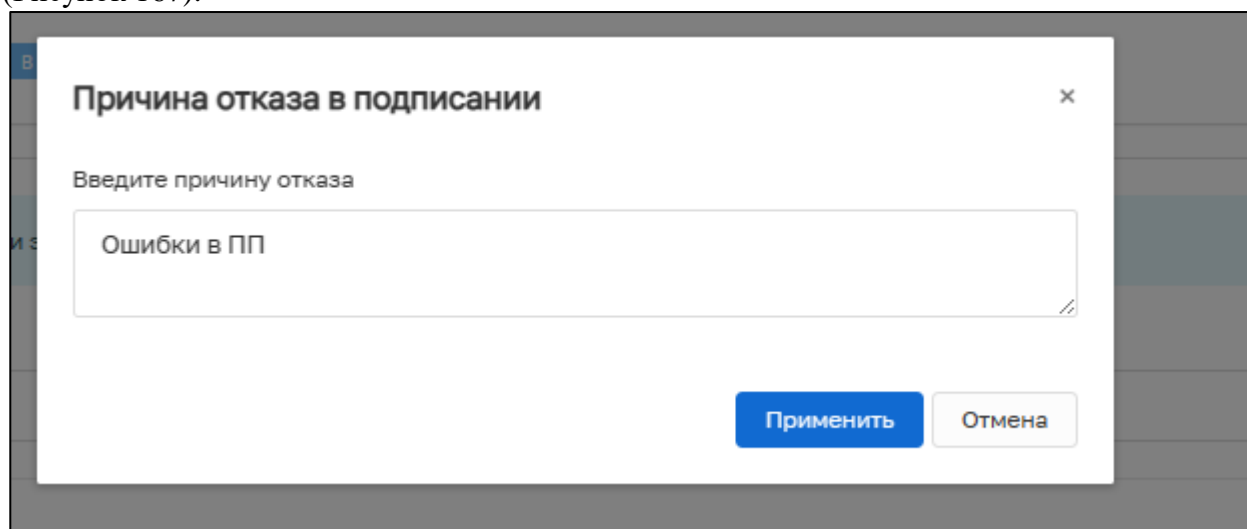 Причина отказа в подписании
×
Введите причину отказа
Ошибки в ПП
Применить Отмена